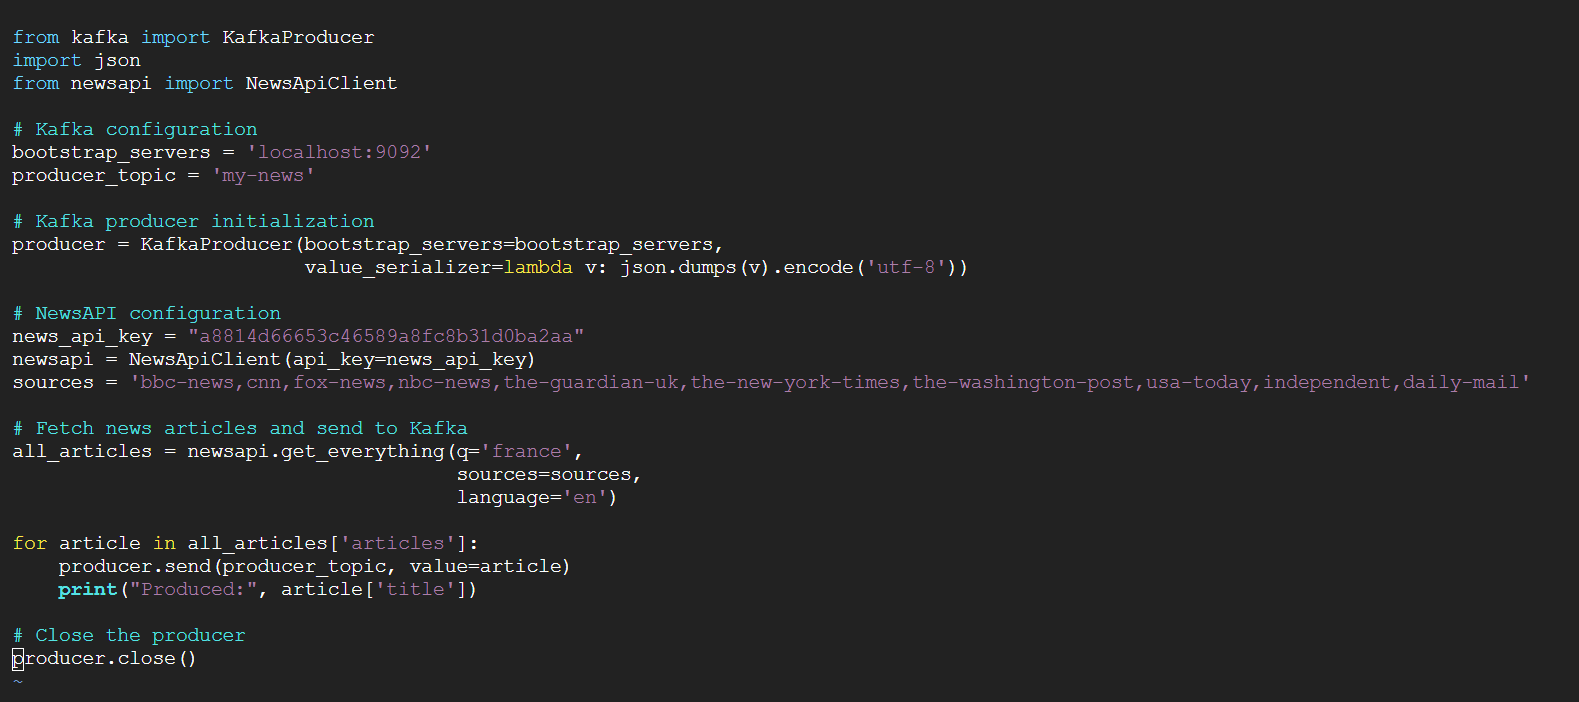 from kafka import KafkaProducer
import json
from newsapi import NewsApiClient
# Kafka configuration
bootstrap_servers = 'localhost:9092'
producer_topic = 'my-news'
# Kafka producer initialization
producer = KafkaProducer(bootstrap_servers=bootstrap_servers,
                         value_serializer=lambda v: json.dumps(v).encode('utf-8'))
# NewsAPI configuration
news_api_key = "a8814d66653c46589a8fc8b31d0ba2aa"
newsapi = NewsApiClient(api_key=news_api_key)
sources = 'bbc-news,cnn,fox-news,nbc-news,the-guardian-uk,the-new-york-times,the-washington-post,usa-today,independent,daily-mail'
# Fetch news articles and send to Kafka
all_articles = newsapi.get_everything(q='france',
                                      sources=sources,
                                      language='en')
for article in all_articles['articles']:
    producer.send(producer_topic, value=article)
    print("Produced:", article['title'])
# Close the producer
producer.close()
~